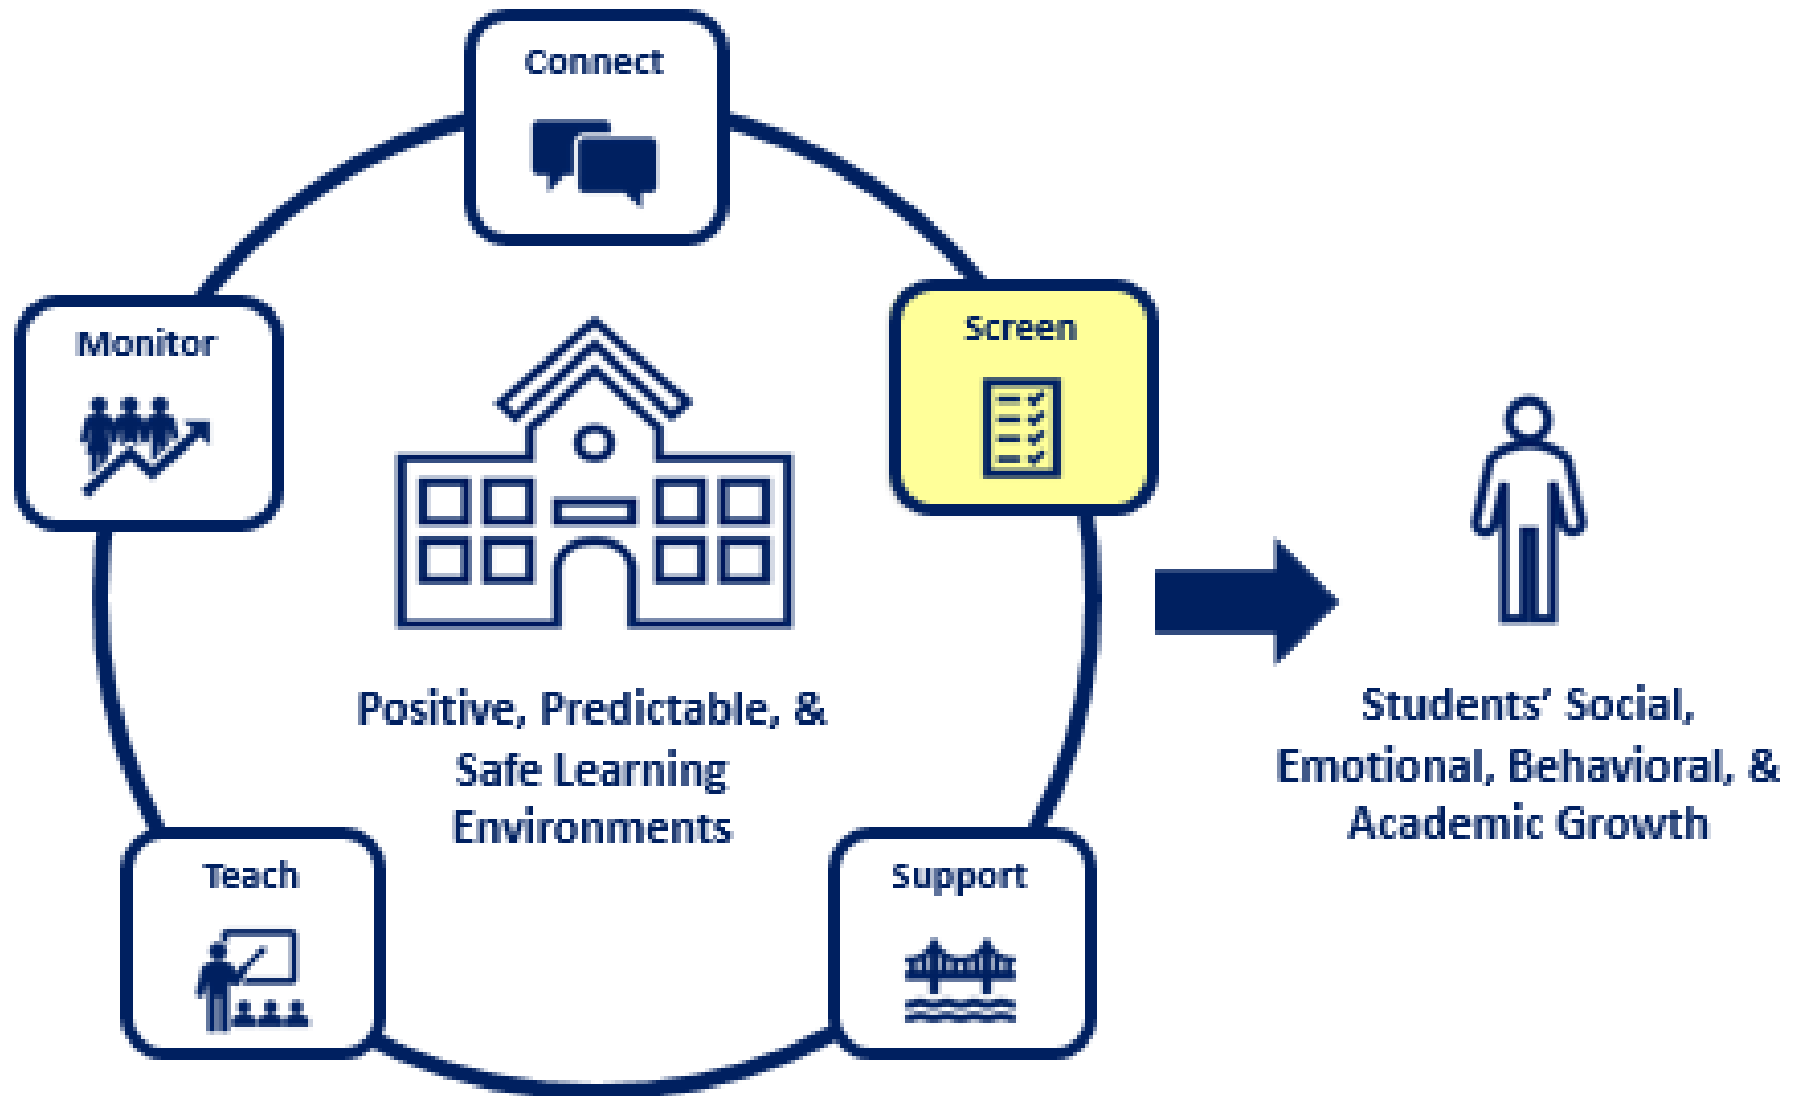 Connect
Screen
Monitor
Positive, Predictable, &
Safe Learning
Environments
Students’ Social,
Emotional, Behavioral, &
Academic Growth
Teach
Support